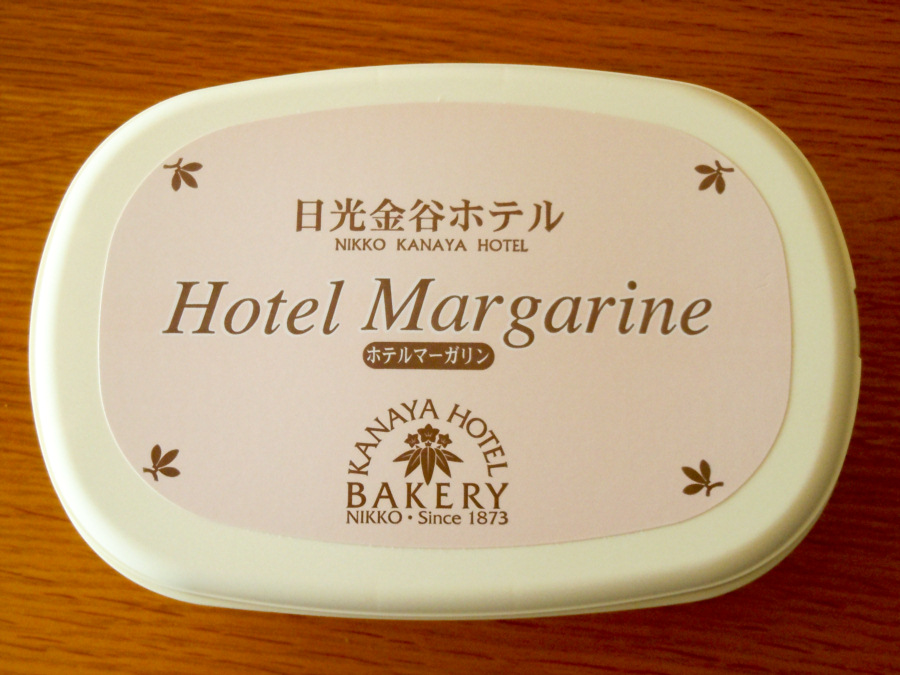 日光金谷ホテル
NIKKO KANAYA HOTEL
Hotel Margarine
ホテルマーガリン
KANAYA HOTEL
BAKERY
NIKKO・Since 1873